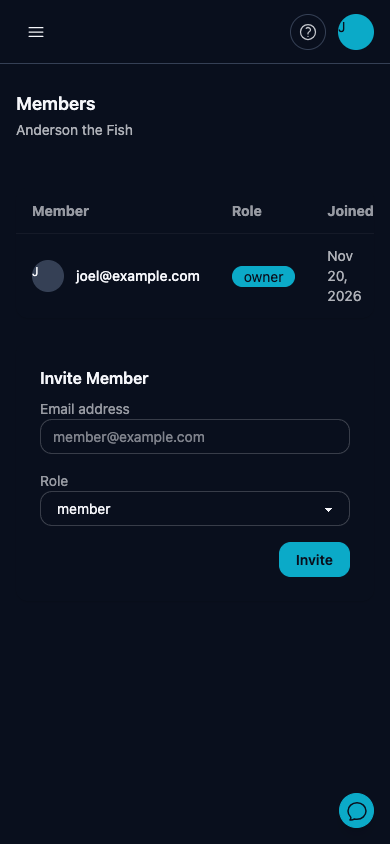 ?
J
Members
Anderson the Fish
Member Role Joined
J joel@example.com owner Nov 20, 2026
Invite Member
Email address
member@example.com
Role
member
Invite